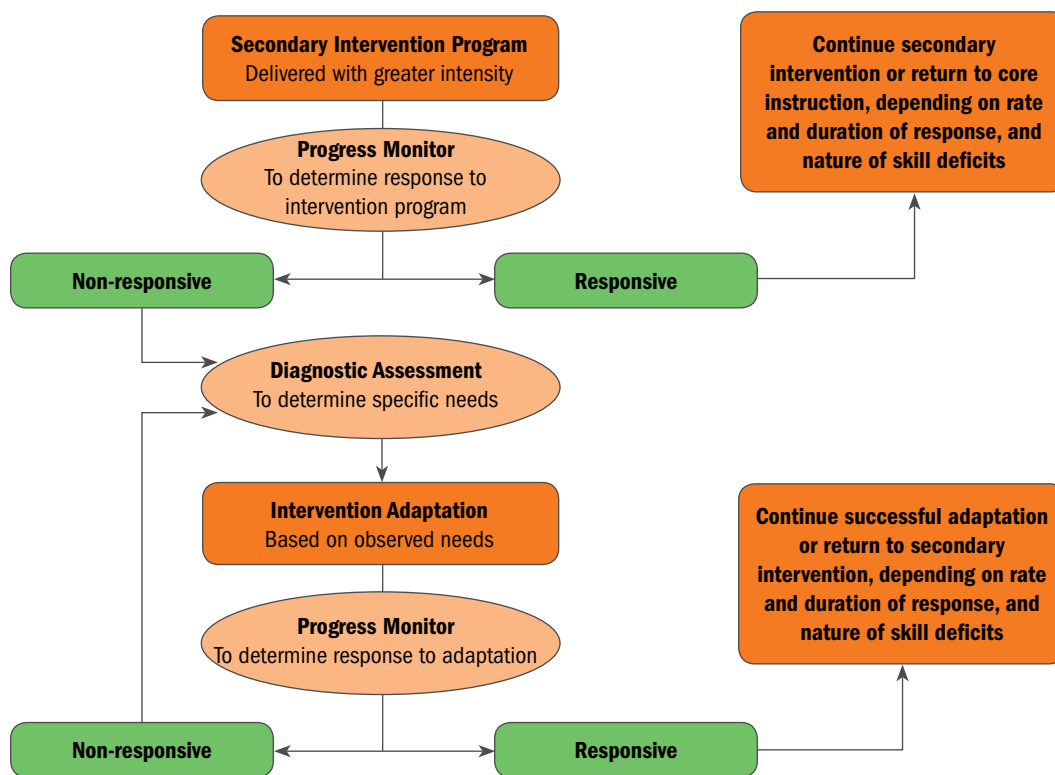 Secondary Intervention Program
Delivered with greater intensity
Continue secondary
intervention or return to core
instruction, depending on rate
and duration of response, and
nature of skill deficits
Progress Monitor
To determine response to
intervention program
Non-responsive
Responsive
Diagnostic Assessment
To determine specific needs
Intervention Adaptation
Based on observed needs
Continue successful adaptation
or return to secondary
intervention, depending on rate
and duration of response, and
nature of skill deficits
Progress Monitor
To determine response to adaptation
Non-responsive
Responsive